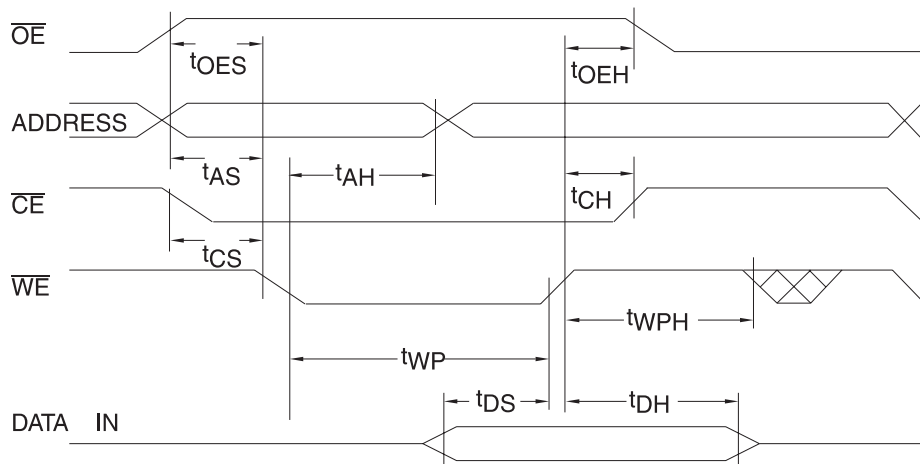 OE
tOES
tOEH
ADDRESS
tAS
tAH
tCH
CE
tCS
WE
tWPH
tWP
tDS
tDH
DATA IN